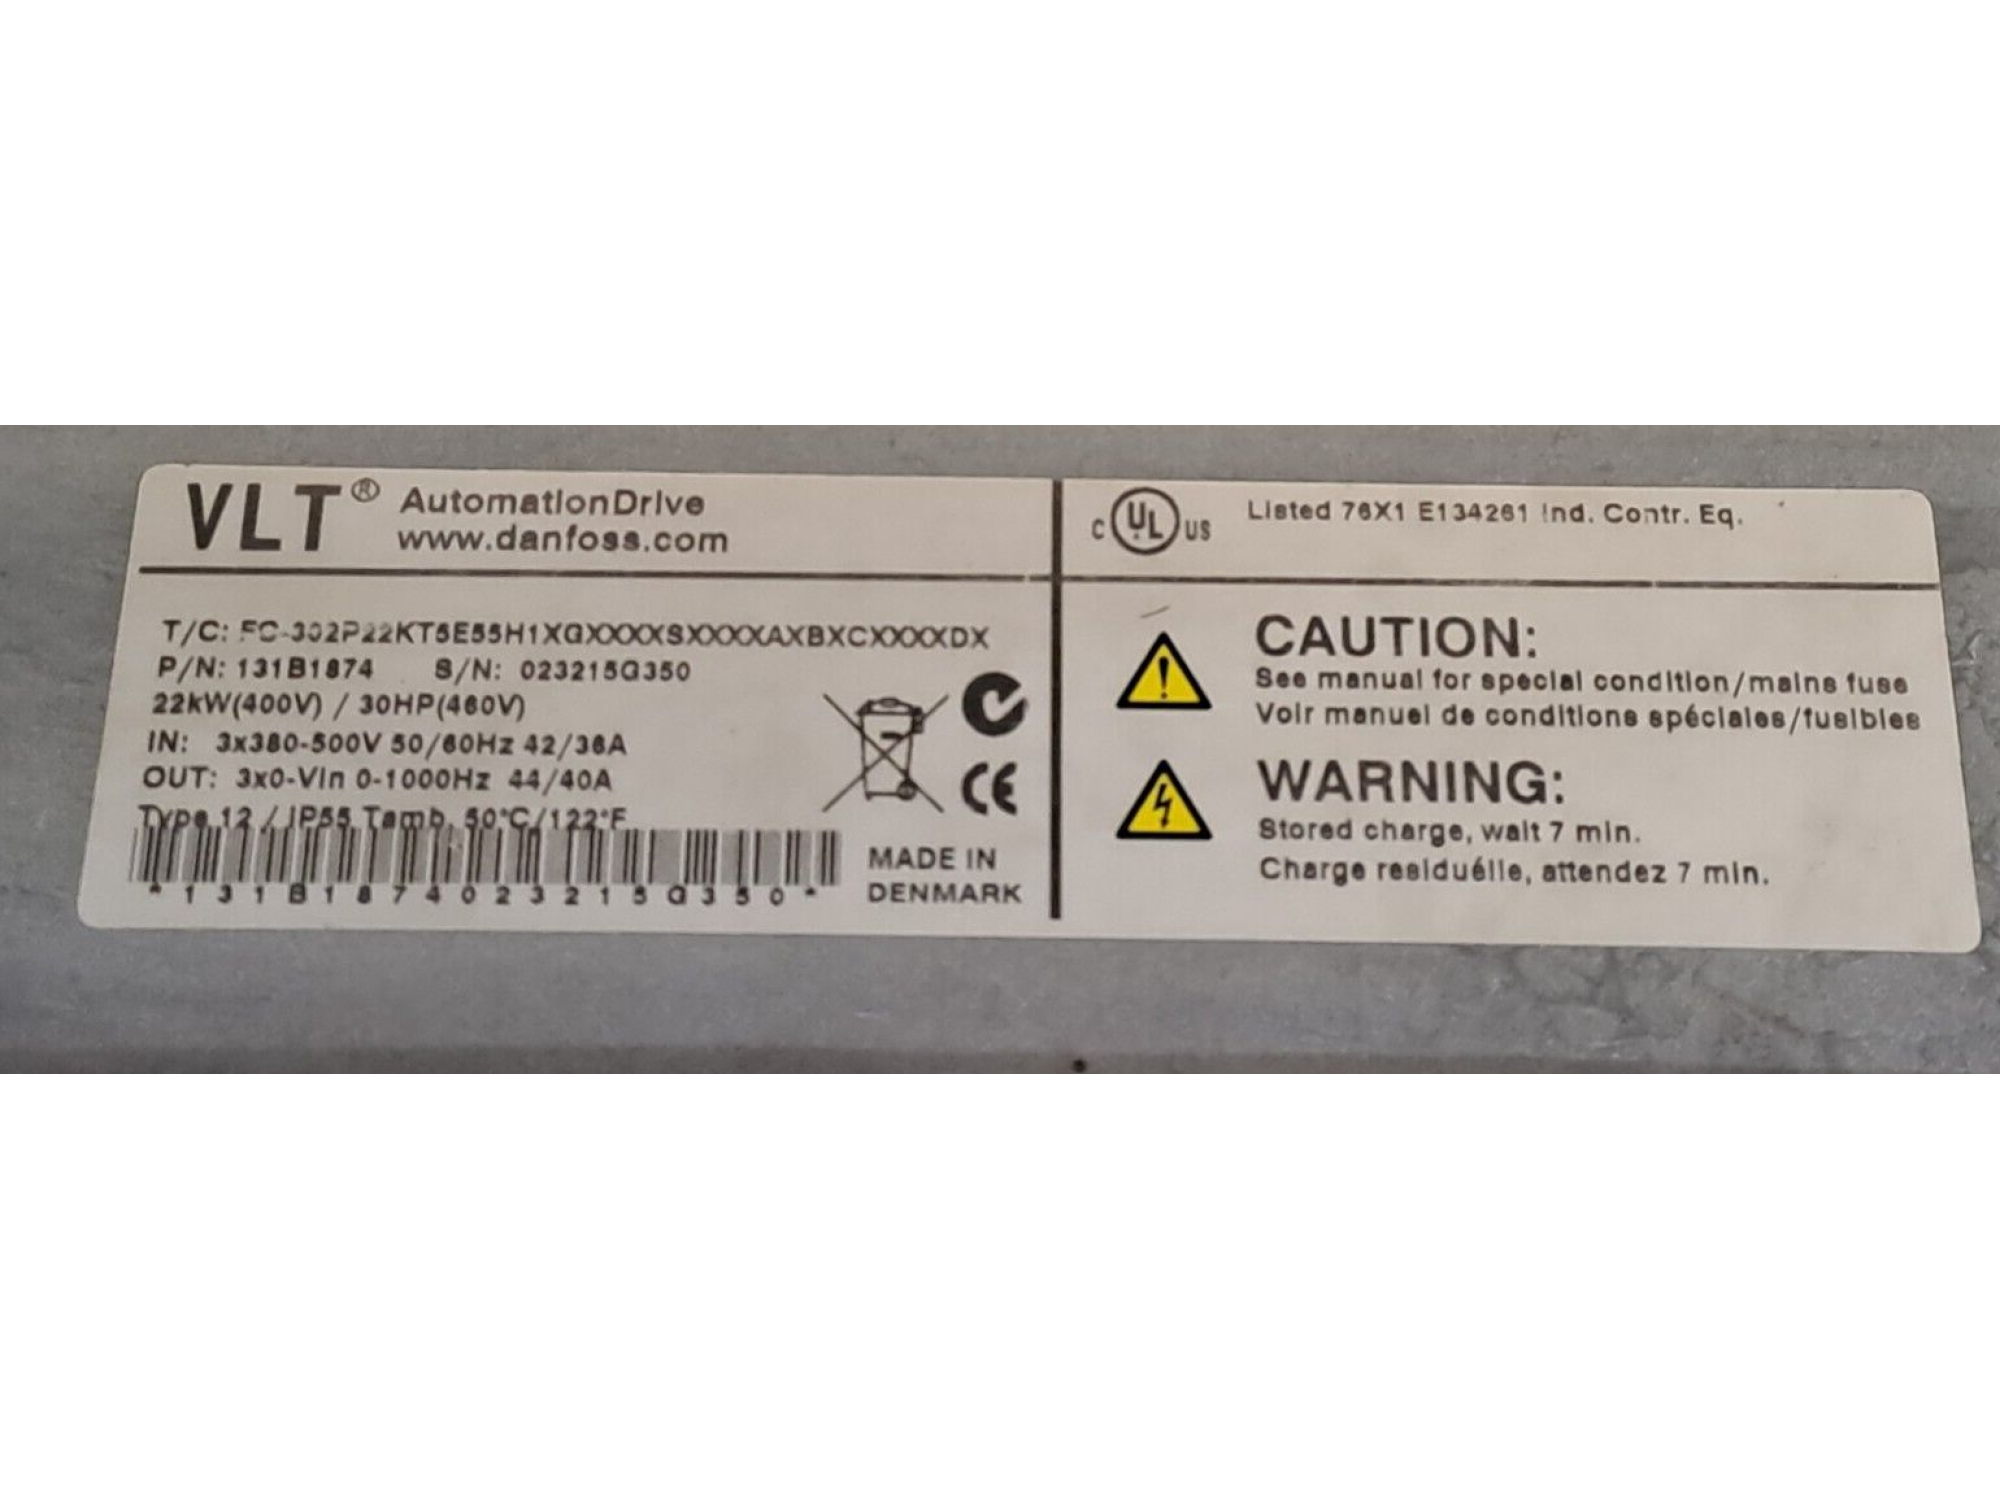 VLT® AutomationDrive
www.danfoss.com
T/C: FC-302P22KT5E55H1XGXXXXSXXXXAXBXCXXXXDX
P/N: 131B1874 S/N: 023215G350
22kW(400V) / 30HP(460V)
IN: 3x380-500V 50/60Hz 42/36A
OUT: 3x0-Vin 0-1000Hz 44/40A
Type 12 / IP55 Tamb. 50°C/122°F
*131B1874023215G350*
MADE IN
DENMARK
CE
C UL US
Listed 76X1 E134261 Ind. Contr. Eq.
CAUTION:
See manual for special condition/mains fuse
Voir manuel de conditions spéciales/fusibles
WARNING:
Stored charge, wait 7 min.
Charge residuélle, attendez 7 min.